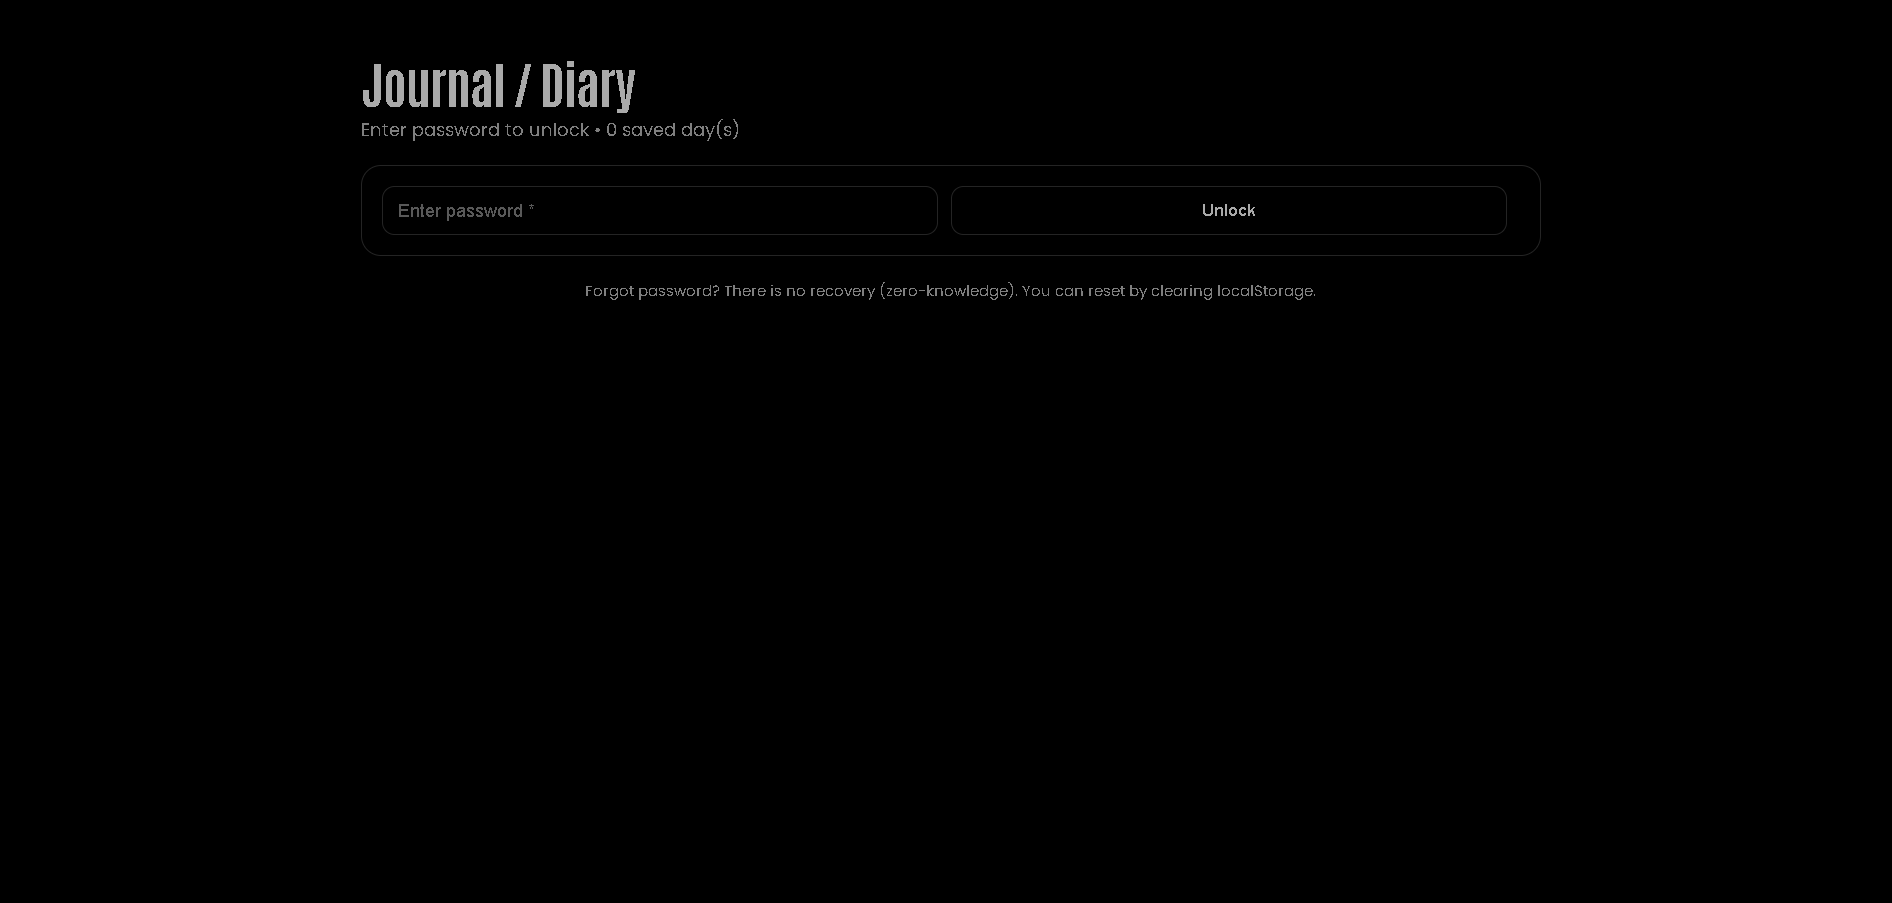 Journal / Diary
Enter password to unlock • 0 saved day(s)
Enter password *
Unlock
Forgot password? There is no recovery (zero-knowledge). You can reset by clearing localStorage.